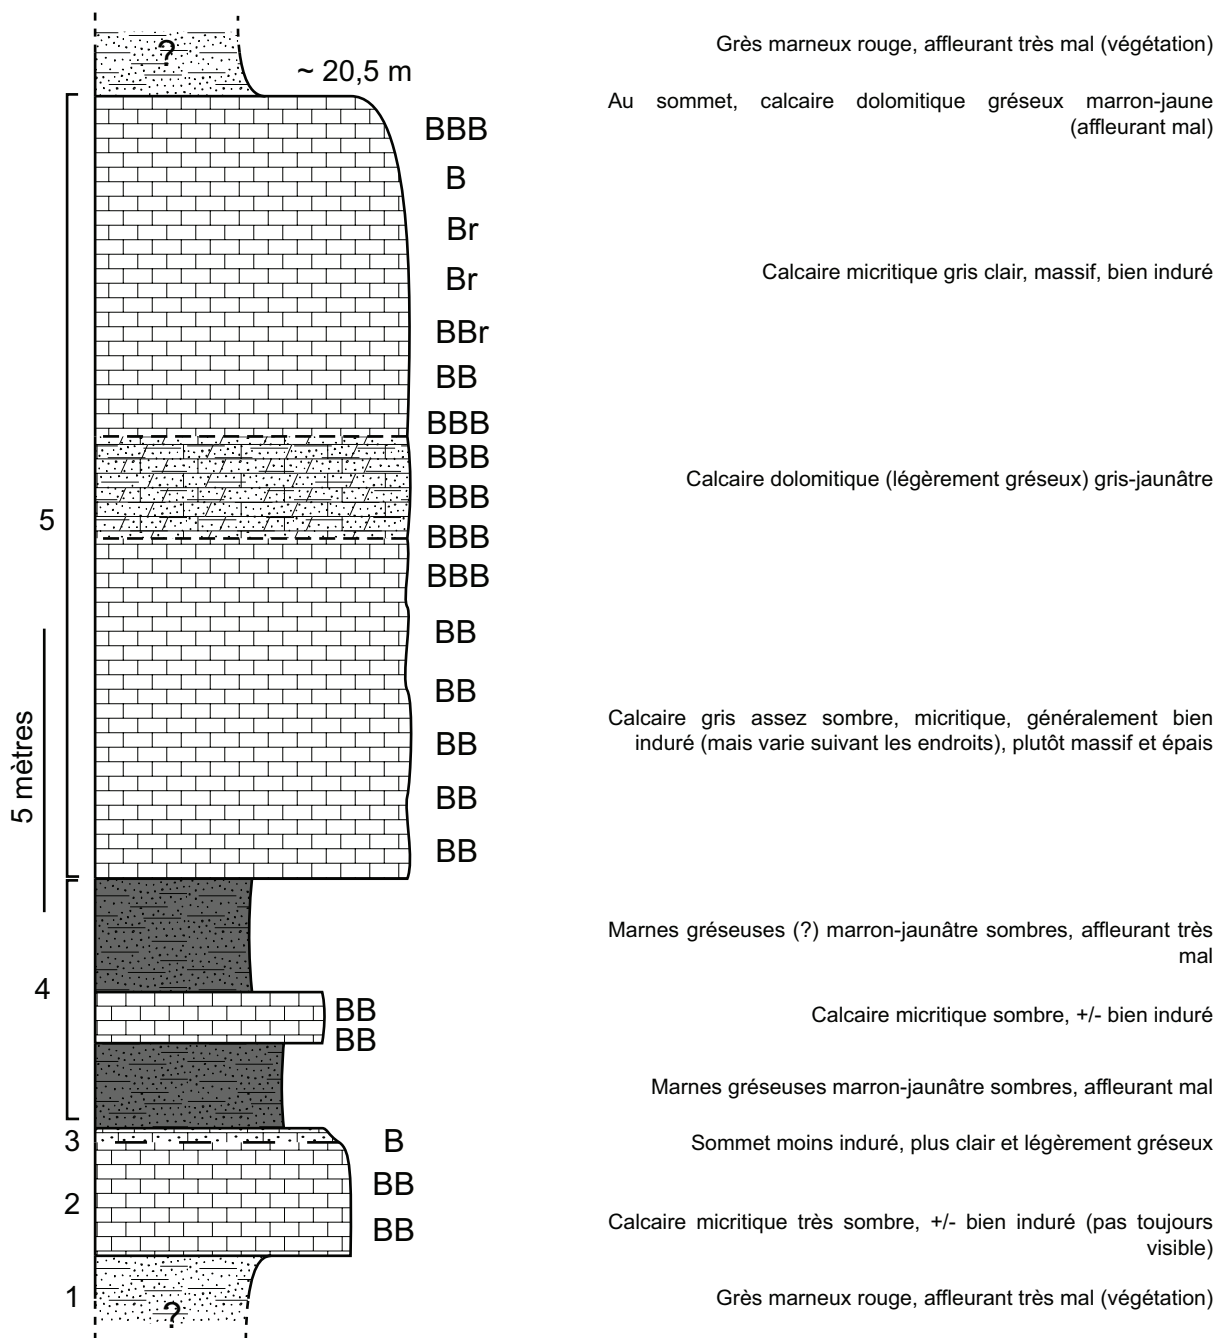 ?
~ 20,5 m
Grès marneux rouge, affleurant très mal (végétation)
Au sommet, calcaire dolomitique gréseux marron-jaune
(affleurant mal)
BBB
B
Br
Br
Calcaire micritique gris clair, massif, bien induré
BBr
BB
BBB
BBB
Calcaire dolomitique (légèrement gréseux) gris-jaunâtre
BBB
5
BBB
BBB
BB
BB
Calcaire gris assez sombre, micritique, généralement bien
induré (mais varie suivant les endroits), plutôt massif et épais
BB
5 mètres
BB
BB
Marnes gréseuses (?) marron-jaunâtre sombres, affleurant très
mal
4
BB
Calcaire micritique sombre, +/- bien induré
BB
Marnes gréseuses marron-jaunâtre sombres, affleurant mal
3
B
Sommet moins induré, plus clair et légèrement gréseux
BB
2
BB
Calcaire micritique très sombre, +/- bien induré (pas toujours
visible)
1
?
Grès marneux rouge, affleurant très mal (végétation)